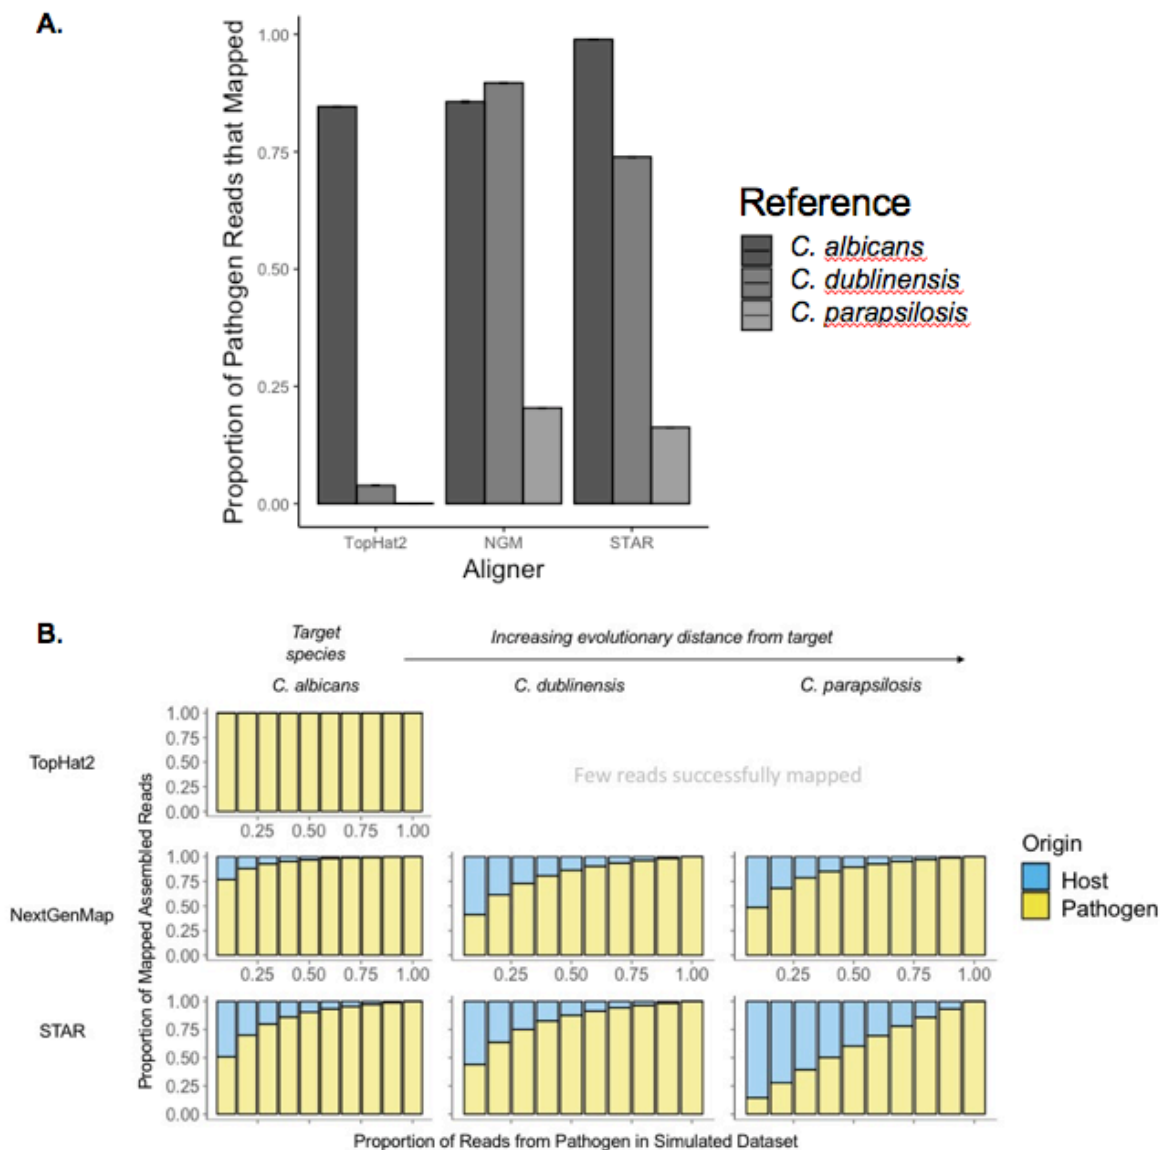 A.
Proportion of Pathogen Reads that Mapped
1.00
0.75
0.50
0.25
0.00
TopHat2 NGM STAR
Aligner
Reference
C. albicans
C. dublinensis
C. parapsilosis
B.
Target
species
Increasing evolutionary distance from target
C. albicans C. dublinensis C. parapsilosis
Proportion of Mapped Assembled Reads
TopHat2
1.00
0.75
0.50
0.25
0.00
0.25 0.50 0.75 1.00
Few reads successfully mapped
NextGenMap
1.00
0.75
0.50
0.25
0.00
0.25 0.50 0.75 1.00
0.25 0.50 0.75 1.00
0.25 0.50 0.75 1.00
STAR
1.00
0.75
0.50
0.25
0.00
Proportion of Reads from Pathogen in Simulated Dataset
Origin
Host
Pathogen